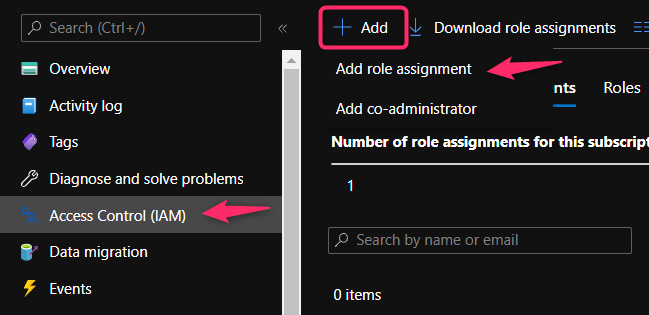 Search (Ctrl+/)
«
Overview
Activity log
Tags
Diagnose and solve problems
Access Control (IAM)
Data migration
Events
+ Add
Download role assignments
Add role assignment
Add co-administrator
nts
Roles
Number of role assignments for this subscript
1
Search by name or email
0 items